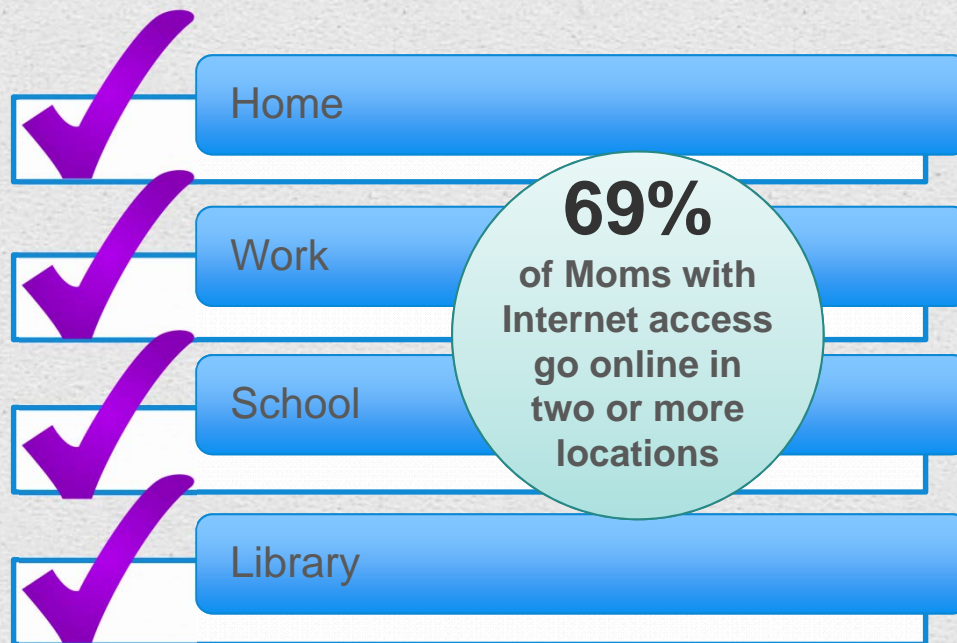 Home
Work
School
Library
69%
of Moms with
Internet access
go online in
two or more
locations